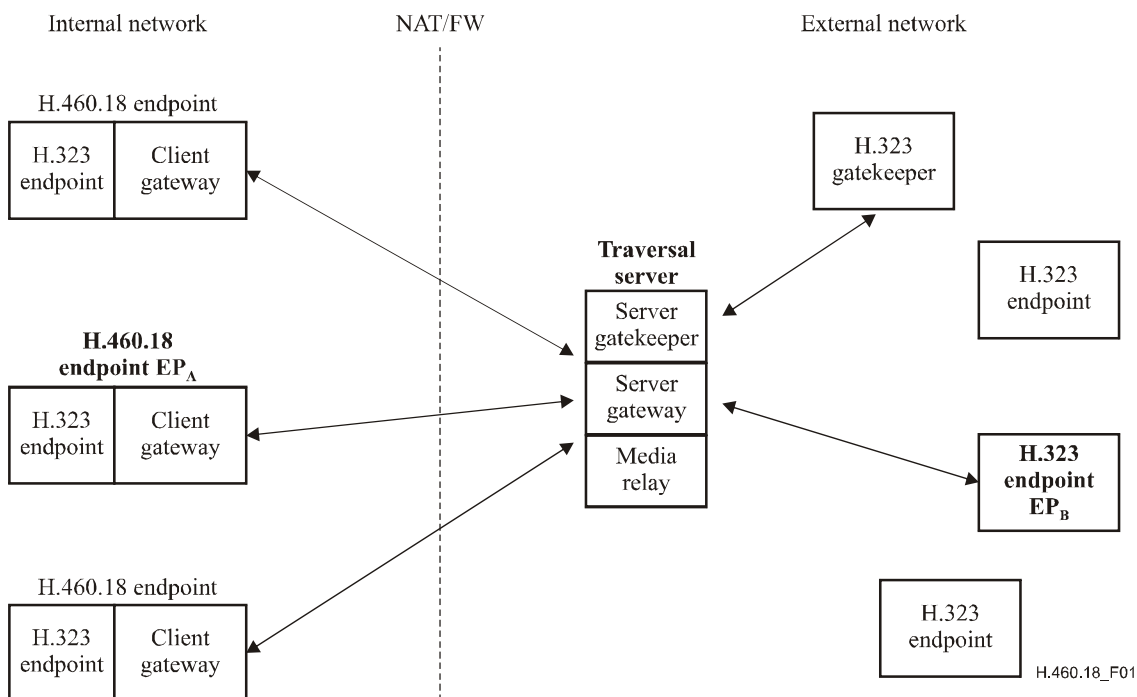 Internal network
NAT/FW
External network
H.460.18 endpoint
H.323
endpoint
Client
gateway
H.323
gatekeeper
Traversal
server
Server
gatekeeper
Server
gateway
Media
relay
H.323
endpoint
H.460.18
endpoint EPA
H.323
endpoint
Client
gateway
H.323
endpoint
EPB
H.460.18 endpoint
H.323
endpoint
Client
gateway
H.323
endpoint
H.460.18_F01